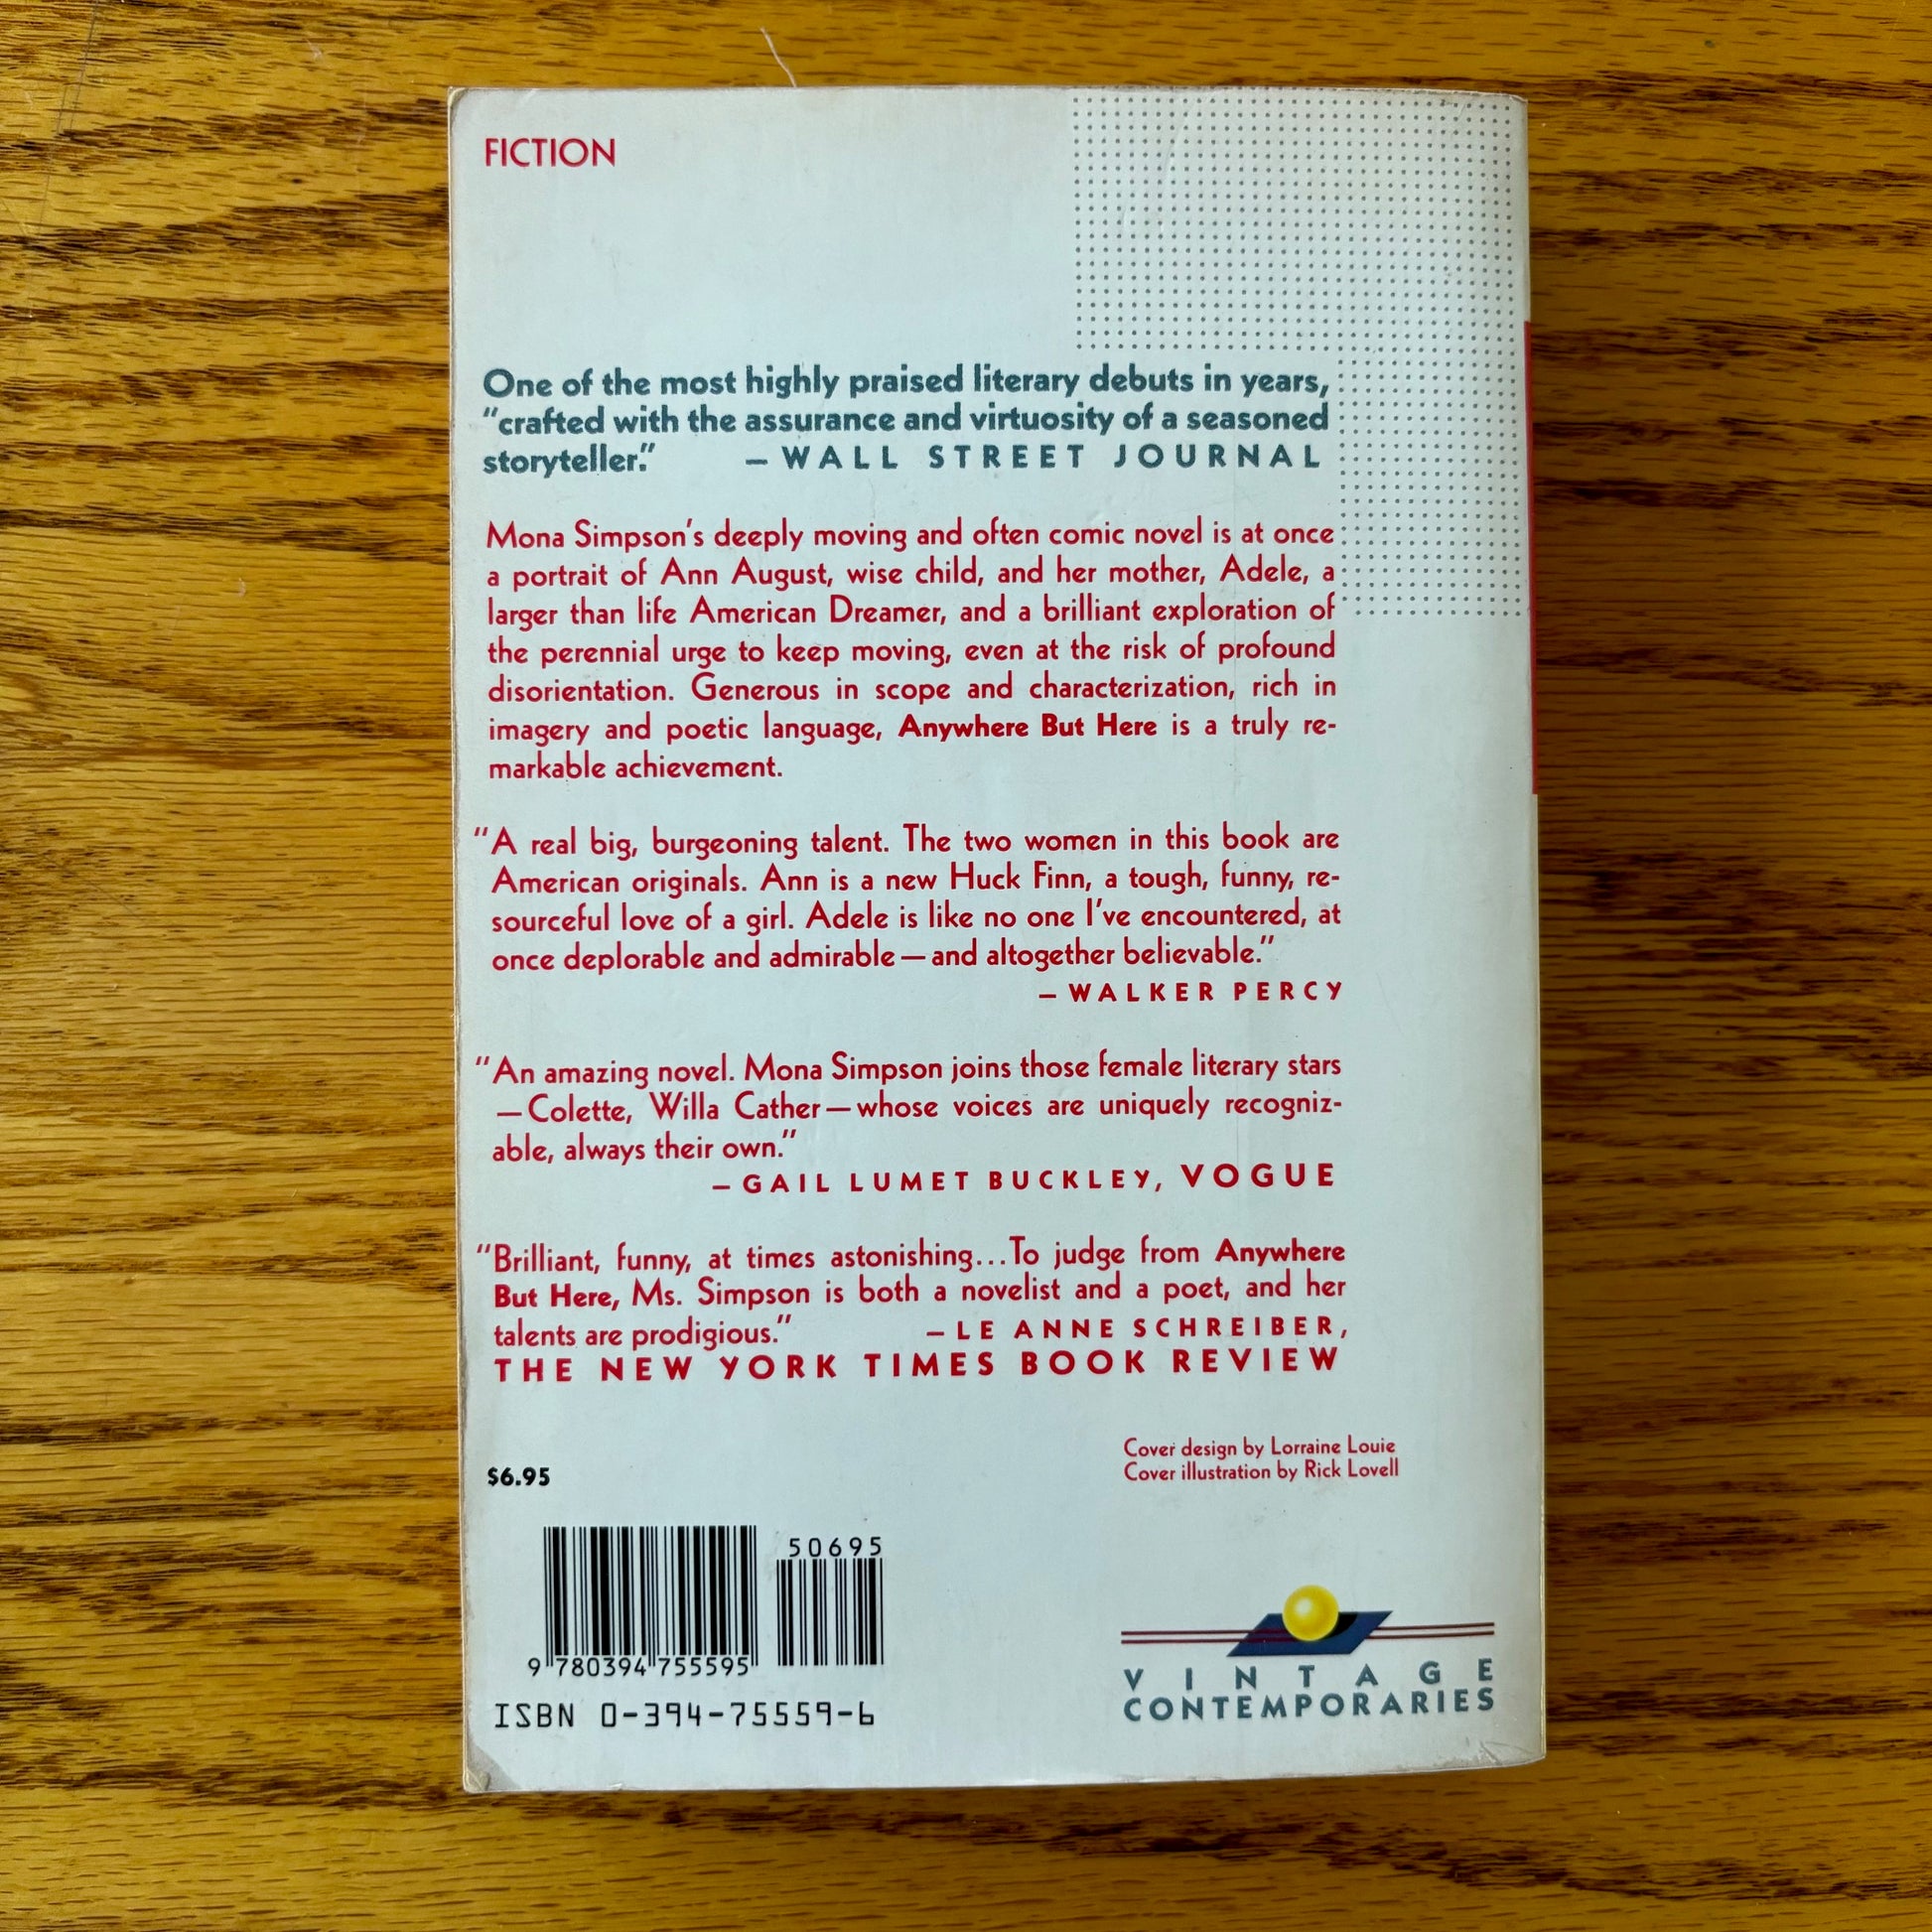 FICTION
One of the most highly praised literary debuts in years,
"crafted with the assurance and virtuosity of a seasoned
storyteller." — WALL STREET JOURNAL
Mona Simpson's deeply moving and often comic novel is at once
a portrait of Ann August, wise child, and her mother, Adele, a
larger than life American Dreamer, and a brilliant exploration of
the perennial urge to keep moving, even at the risk of profound
disorientation. Generous in scope and characterization, rich in
imagery and poetic language, Anywhere But Here is a truly re-
markable achievement.
"A real big, burgeoning talent. The two women in this book are
American originals. Ann is a new Huck Finn, a tough, funny, re-
sourceful love of a girl. Adele is like no one I've encountered, at
once deplorable and admirable—and altogether believable."
— WALKER PERCY
"An amazing novel. Mona Simpson joins those female literary stars
—Colette, Willa Cather—whose voices are uniquely recogniz-
able, always their own."
— GAIL LUMET BUCKLEY, VOGUE
"Brilliant, funny, at times astonishing...To judge from Anywhere
But Here, Ms. Simpson is both a novelist and a poet, and her
talents are prodigious." — LE ANNE SCHREIBER,
THE NEW YORK TIMES BOOK REVIEW
Cover design by Lorraine Louie
Cover illustration by Rick Lovell
$6.95
50695
9 780394 755595
ISBN 0-394-75559-6
VINTAGE
CONTEMPORARIES